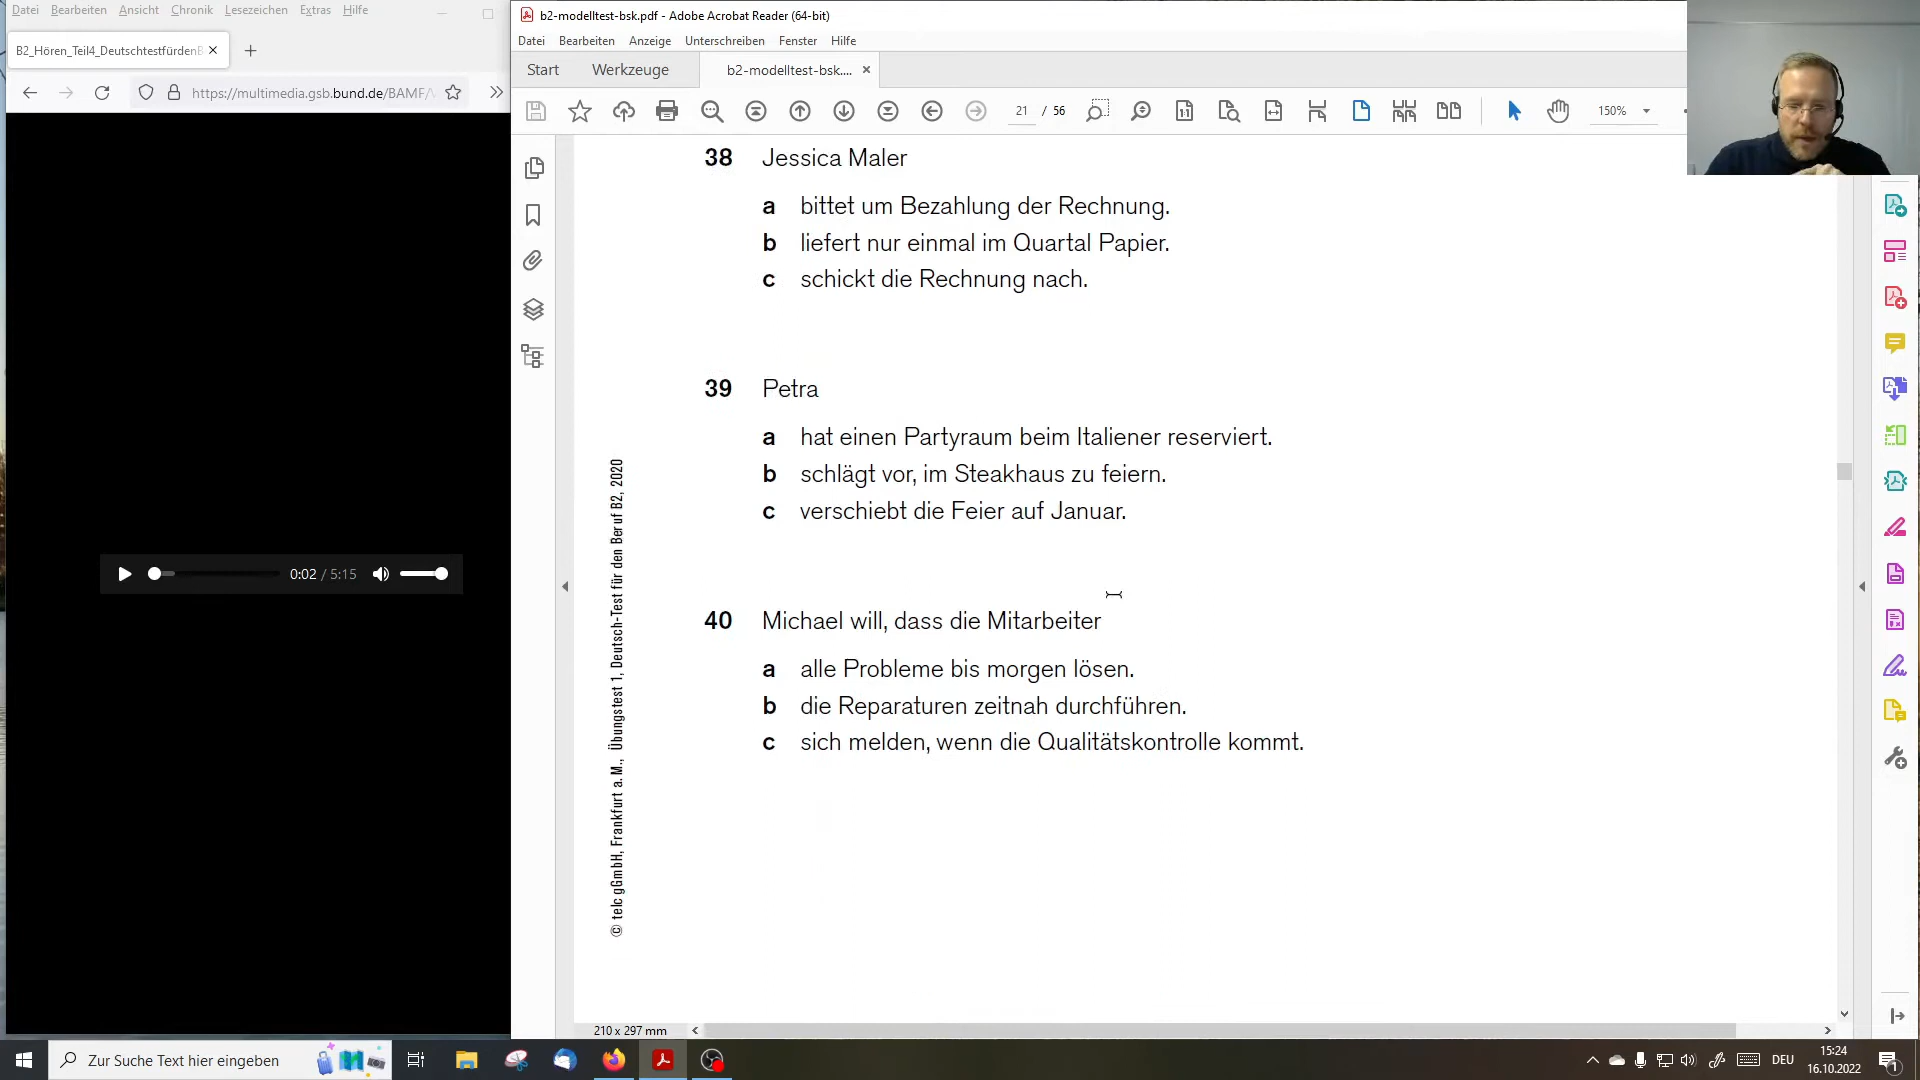 Datei Bearbeiten Ansicht Chronik Lesezeichen Extras Hilfe
B2_Hören_Teil4_DeutschtestfürdenB
https://multimedia.gsb.bund.de/BAMF/
0:02 / 5:15
b2-modelltest-bsk.pdf - Adobe Acrobat Reader (64-bit)
Datei Bearbeiten Anzeige Unterschreiben Fenster Hilfe
Start Werkzeuge b2-modelltest-bsk....
21 / 56
150%
38 Jessica Maler
a bittet um Bezahlung der Rechnung.
b liefert nur einmal im Quartal Papier.
c schickt die Rechnung nach.
39 Petra
a hat einen Partyraum beim Italiener reserviert.
b schlägt vor, im Steakhaus zu feiern.
c verschiebt die Feier auf Januar.
40 Michael will, dass die Mitarbeiter
a alle Probleme bis morgen lösen.
b die Reparaturen zeitnah durchführen.
c sich melden, wenn die Qualitätskontrolle kommt.
© telc gGmbH, Frankfurt a. M., Übungstest 1, Deutsch-Test für den Beruf B2, 2020
210 x 297 mm
Zur Suche Text hier eingeben
DEU
15:24
16.10.2022
1